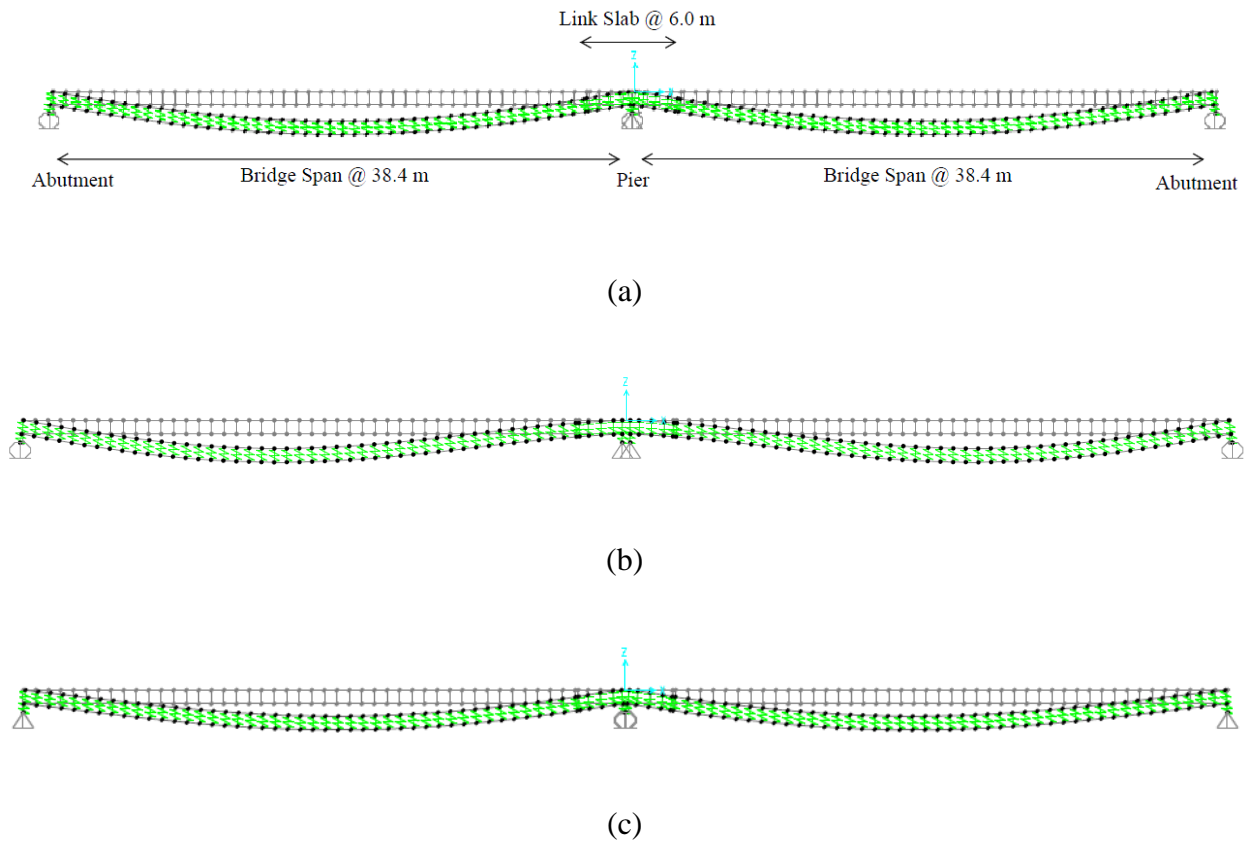 Link Slab @ 6.0 m
Z
Abutment
Bridge Span @ 38.4 m
Pier
Bridge Span @ 38.4 m
Abutment
(a)
Z
(b)
Z
X
(c)